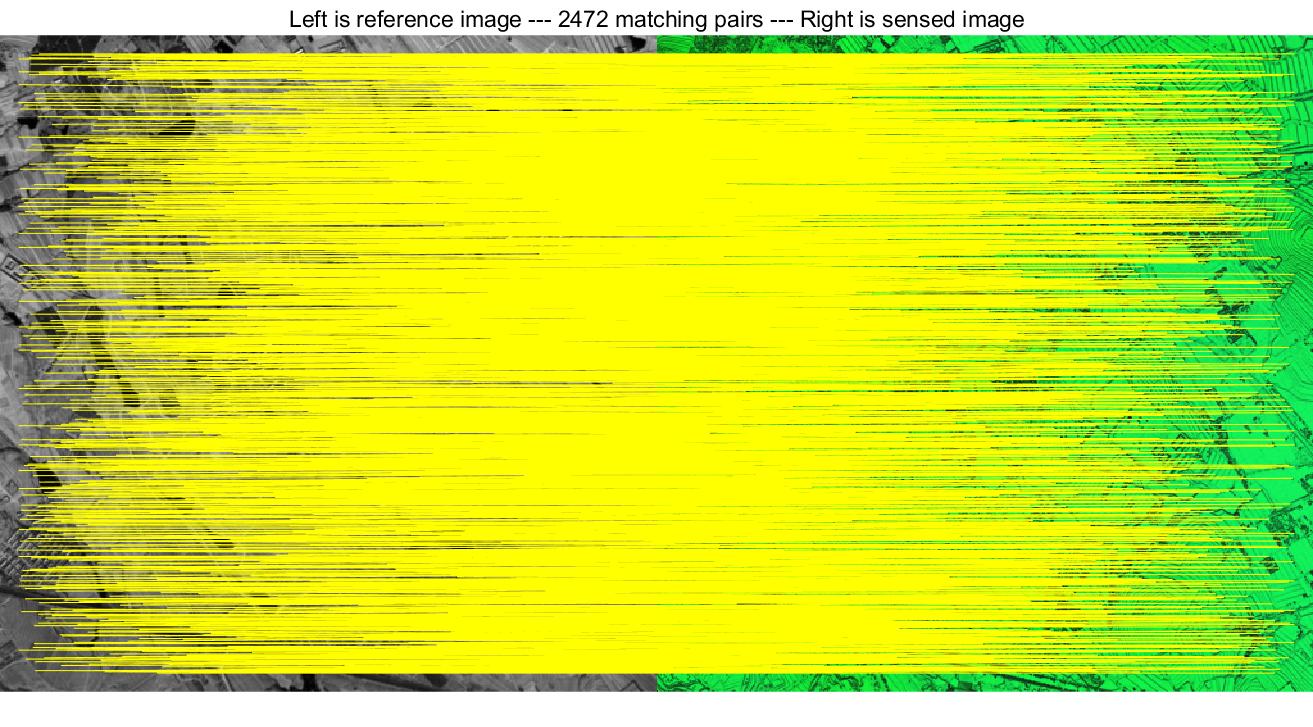 Left is reference image --- 2472 matching pairs --- Right is sensed image